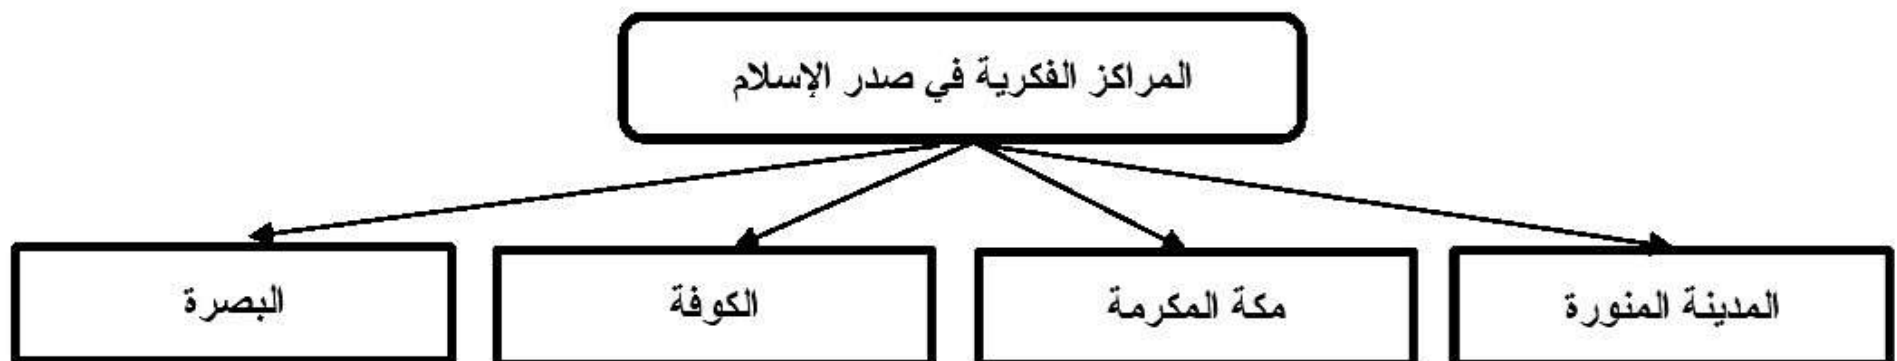 المراكز الفكرية في صدر الإسلام
المدينة المنورة
مكة المكرمة
الكوفة
البصرة